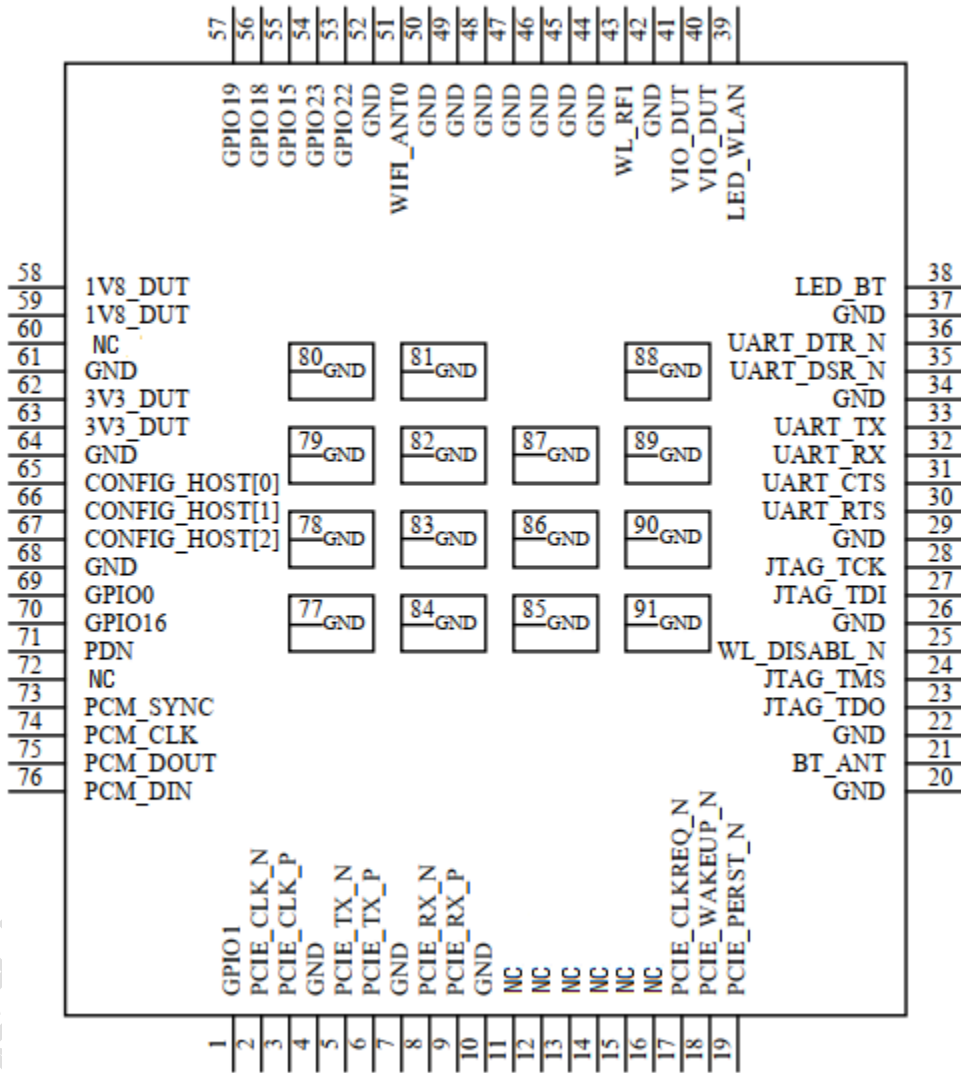 57 56 55 54 53 52 51 50 49 48 47 46 45 44 43 42 41 40 39
GPIO19
GPIO18
GPIO15
GPIO23
GPIO22
GND
WIFI_ANT0
GND
GND
GND
GND
GND
GND
GND
WL_RF1
GND
VIO_DUT
VIO_DUT
LED_WLAN
58 1V8_DUT
59 1V8_DUT
60 NC
61 GND
62 3V3_DUT
63 3V3_DUT
64 GND
65 CONFIG_HOST[0]
66 CONFIG_HOST[1]
67 CONFIG_HOST[2]
68 GND
69 GPIO0
70 GPIO16
71 PDN
72 NC
73 PCM_SYNC
74 PCM_CLK
75 PCM_DOUT
76 PCM_DIN
80 GND
81 GND
88 GND
79 GND
82 GND
87 GND
89 GND
78 GND
83 GND
86 GND
90 GND
77 GND
84 GND
85 GND
91 GND
LED_BT 38
GND 37
UART_DTR_N 36
UART_DSR_N 35
GND 34
UART_TX 33
UART_RX 32
UART_CTS 31
UART_RTS 30
GND 29
JTAG_TCK 28
JTAG_TDI 27
GND 26
WL_DISABL_N 25
JTAG_TMS 24
JTAG_TDO 23
GND 22
BT_ANT 21
GND 20
GPIO1
PCIE_CLK_N
PCIE_CLK_P
GND
PCIE_TX_N
PCIE_TX_P
GND
PCIE_RX_N
PCIE_RX_P
GND
NC
NC
NC
NC
NC
NC
PCIE_CLKREQ_N
PCIE_WAKEUP_N
PCIE_PERST_N
1 2 3 4 5 6 7 8 9 10 11 12 13 14 15 16 17 18 19